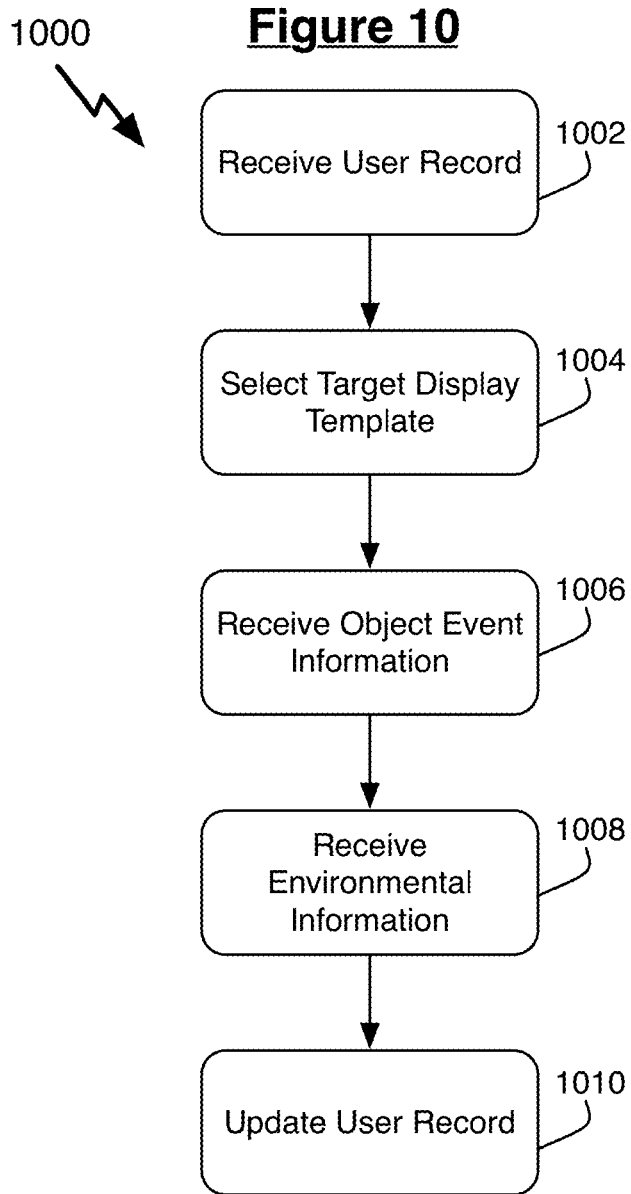 1000
Figure 10
Receive User Record
1002
Select Target Display
Template
1004
Receive Object Event
Information
1006
Receive
Environmental
Information
1008
Update User Record
1010